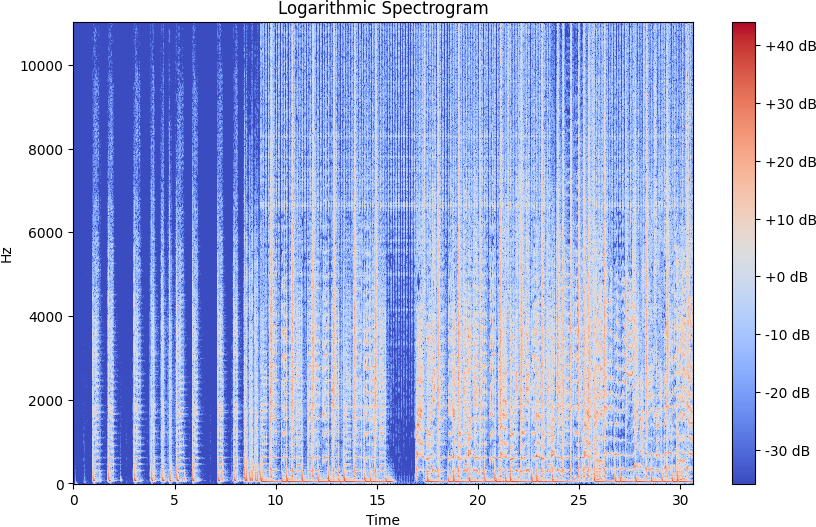 Logarithmic Spectrogram
Hz
10000
8000
6000
4000
2000
0
0 5 10 15 20 25 30
Time
+40 dB
+30 dB
+20 dB
+10 dB
+0 dB
-10 dB
-20 dB
-30 dB